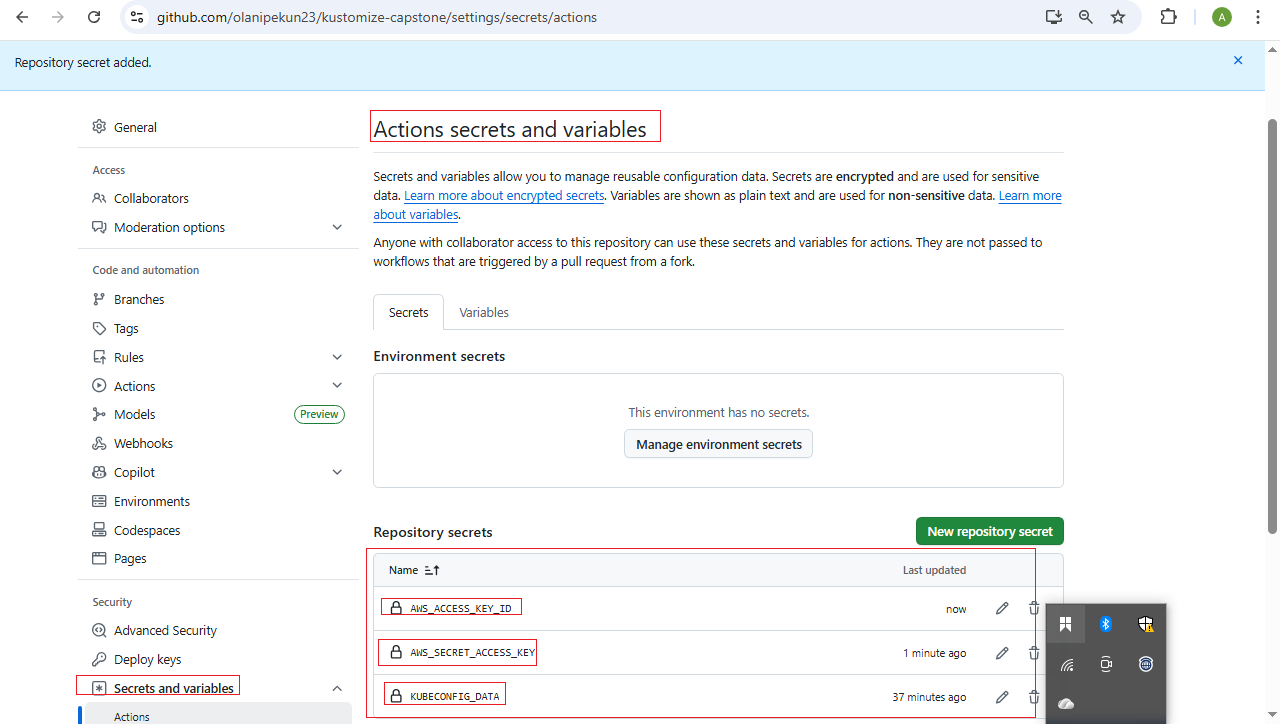 github.com/olanipekun23/kustomize-capstone/settings/secrets/actions
A
Repository secret added.
General
Access
Collaborators
Moderation options
Code and automation
Branches
Tags
Rules
Actions
Models Preview
Webhooks
Copilot
Environments
Codespaces
Pages
Security
Advanced Security
Deploy keys
Secrets and variables
Actions
Actions secrets and variables
Secrets and variables allow you to manage reusable configuration data. Secrets are encrypted and are used for sensitive
data. Learn more about encrypted secrets. Variables are shown as plain text and are used for non-sensitive data. Learn more
about variables.
Anyone with collaborator access to this repository can use these secrets and variables for actions. They are not passed to
workflows that are triggered by a pull request from a fork.
Secrets Variables
Environment secrets
This environment has no secrets.
Manage environment secrets
Repository secrets New repository secret
Name Last updated
AWS_ACCESS_KEY_ID now
AWS_SECRET_ACCESS_KEY 1 minute ago
KUBECONFIG_DATA 37 minutes ago